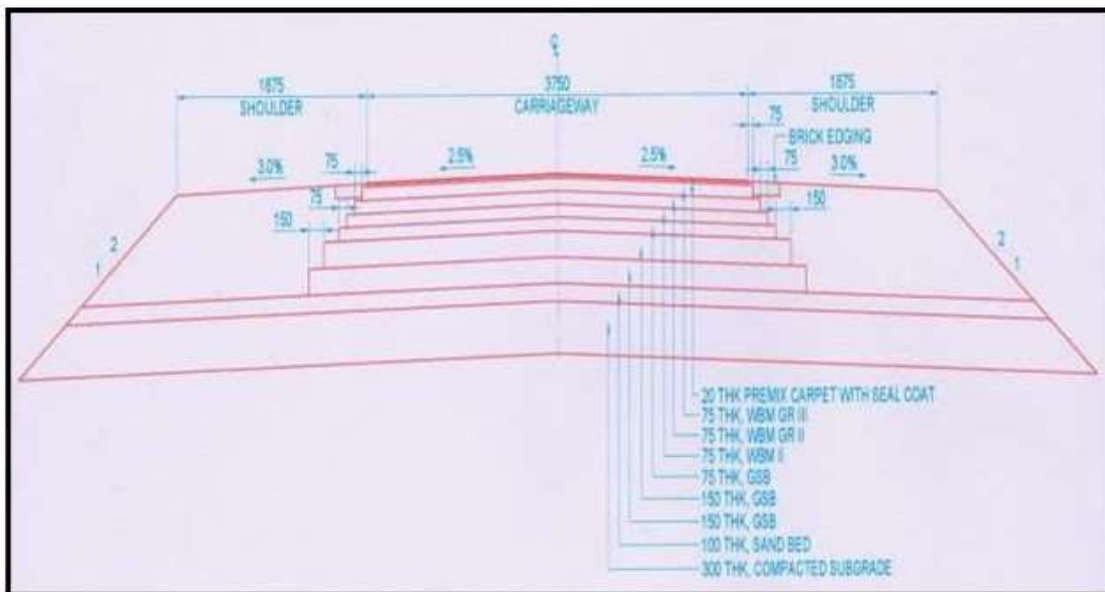 ℄
1875
3750
1875
SHOULDER
CARRIAGEWAY
SHOULDER
75
BRICK EDGING
75
2.5%
2.5%
75
3.0%
3.0%
75
150
150
2
1
2
1
20 THK PREMIX CARPET WITH SEAL COAT
75 THK, WBM GR III
75 THK, WBM GR II
75 THK, WBM II
75 THK, GSB
150 THK, GSB
150 THK, GSB
100 THK, SAND BED
300 THK, COMPACTED SUBGRADE